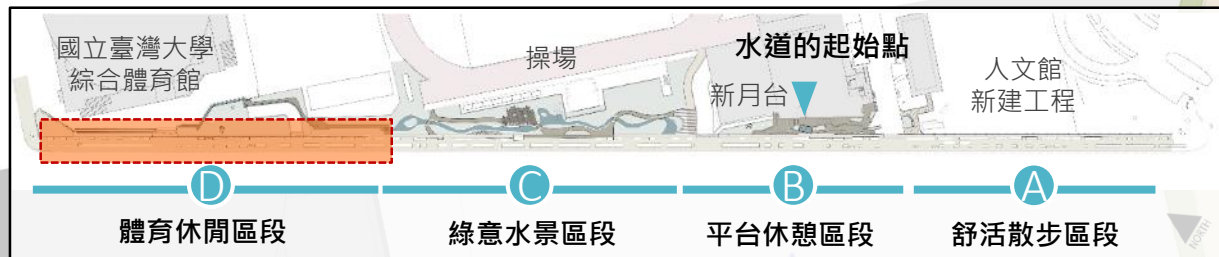 國立臺灣大學
綜合體育館
操場
水道的起始點
新月台
人文館
新建工程
D
C
B
A
體育休閒區段
綠意水景區段
平台休憩區段
舒活散步區段
NORTH